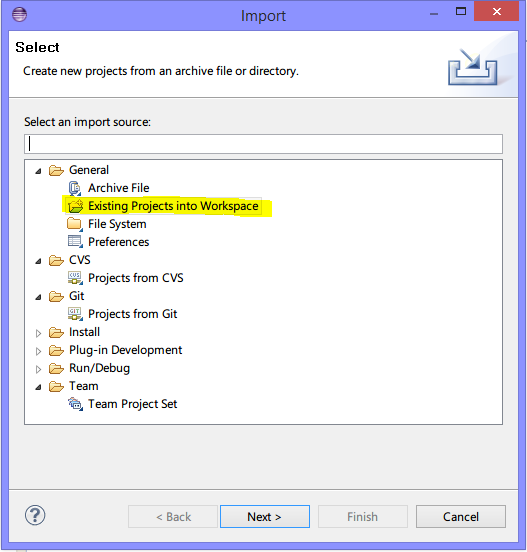 Import
Select
Create new projects from an archive file or directory.
Select an import source:
General
Archive File
Existing Projects into Workspace
File System
Preferences
CVS
Projects from CVS
Git
Projects from Git
Install
Plug-in Development
Run/Debug
Team
Team Project Set
?
< Back
Next >
Finish
Cancel